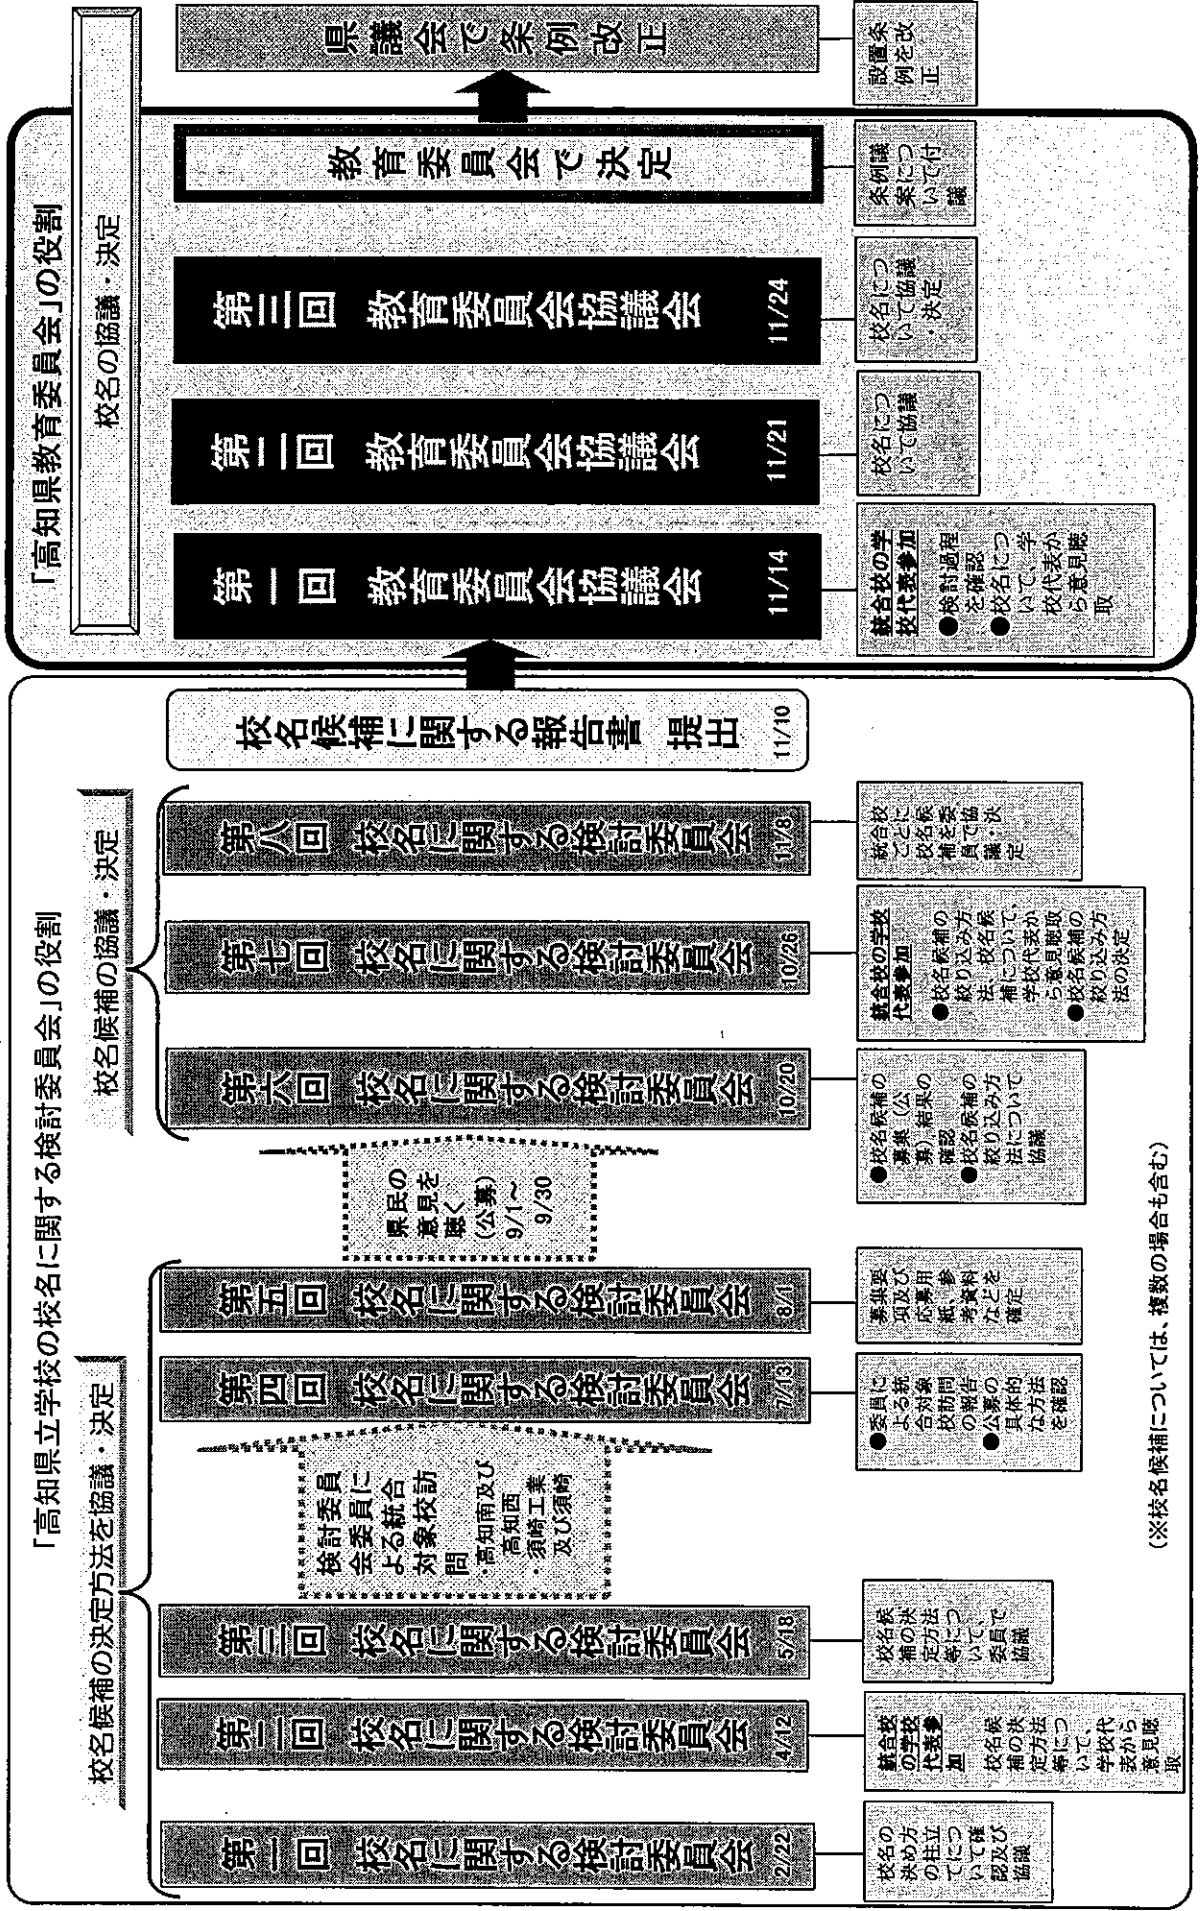 「高知県立学校の校名に関する検討委員会」の役割
校名候補の決定方法を協議・決定
第一回 校名に関する検討委員会
2/22
校名の
決め方
の柱立
てにつ
いて確
認及び
協議
第二回 校名に関する検討委員会
4/12
統合校
の学校
代表参
加
校名候
補の決
定方法
等につ
いて、
学校代
表から
意見聴
取
第三回 校名に関する検討委員会
5/18
校名候
補の決
定方法
等につ
いて、
委員で
協議
検討委員
会委員に
よる統合
対象校訪
問
・高知南及び
高知西
・須崎工業
及び須崎
第四回 校名に関する検討委員会
7/13
●委員に
よる統
合対象
校訪問
の報告
●公募の
具体的
な方法
を確認
第五回 校名に関する検討委員会
8/1
募集要
項及び
応募用
紙、参
考資料
などを
確定
県民の
意見を
聴く
(公募)
9/1～
9/30
校名候補の協議・決定
第六回 校名に関する検討委員会
10/20
●校名候補の
募集（公
募）結果の
確認
●校名候補の
絞り込み方
法について
協議
第七回 校名に関する検討委員会
10/26
統合校の学校
代表参加
●校名候補の
絞り込み方
法、校名候
補について、
学校代表か
ら意見聴取
●校名候補の
絞り込み方
法の決定
第八回 校名に関する検討委員会
11/8
統合校
ごとに
校名候
補を委
員で協
議・決
定
校名候補に関する報告書 提出
11/10
(※校名候補については、複数の場合も含む)
「高知県教育委員会」の役割
校名の協議・決定
第一回 教育委員会協議会
11/14
統合校の学
校代表参加
●検討過程
を確認
●校名につ
いて、学
校代表か
ら意見聴
取
第二回 教育委員会協議会
11/21
校名につ
いて協議
第三回 教育委員会協議会
11/24
校名につ
いて協議
・決定
教育委員会で決定
条例議
案につ
いて付
議
県議会で条例改正
設置条
例を改
正